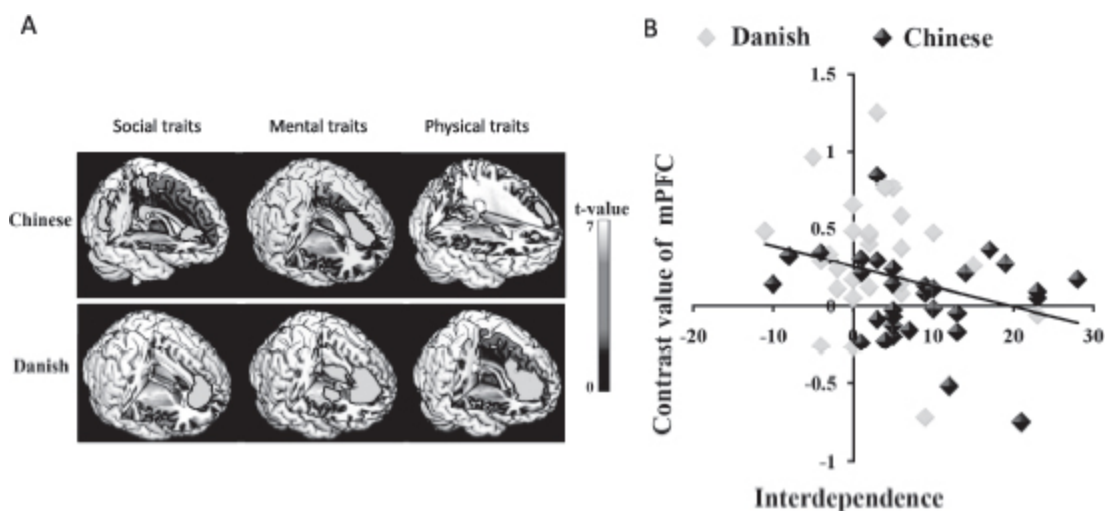 A
Social traits
Mental traits
Physical traits
Chinese
Danish
t-value
7
0
B
Danish
Chinese
1.5
1
0.5
0
-0.5
-1
-20
-10
0
10
20
30
Contrast value of mPFC
Interdependence